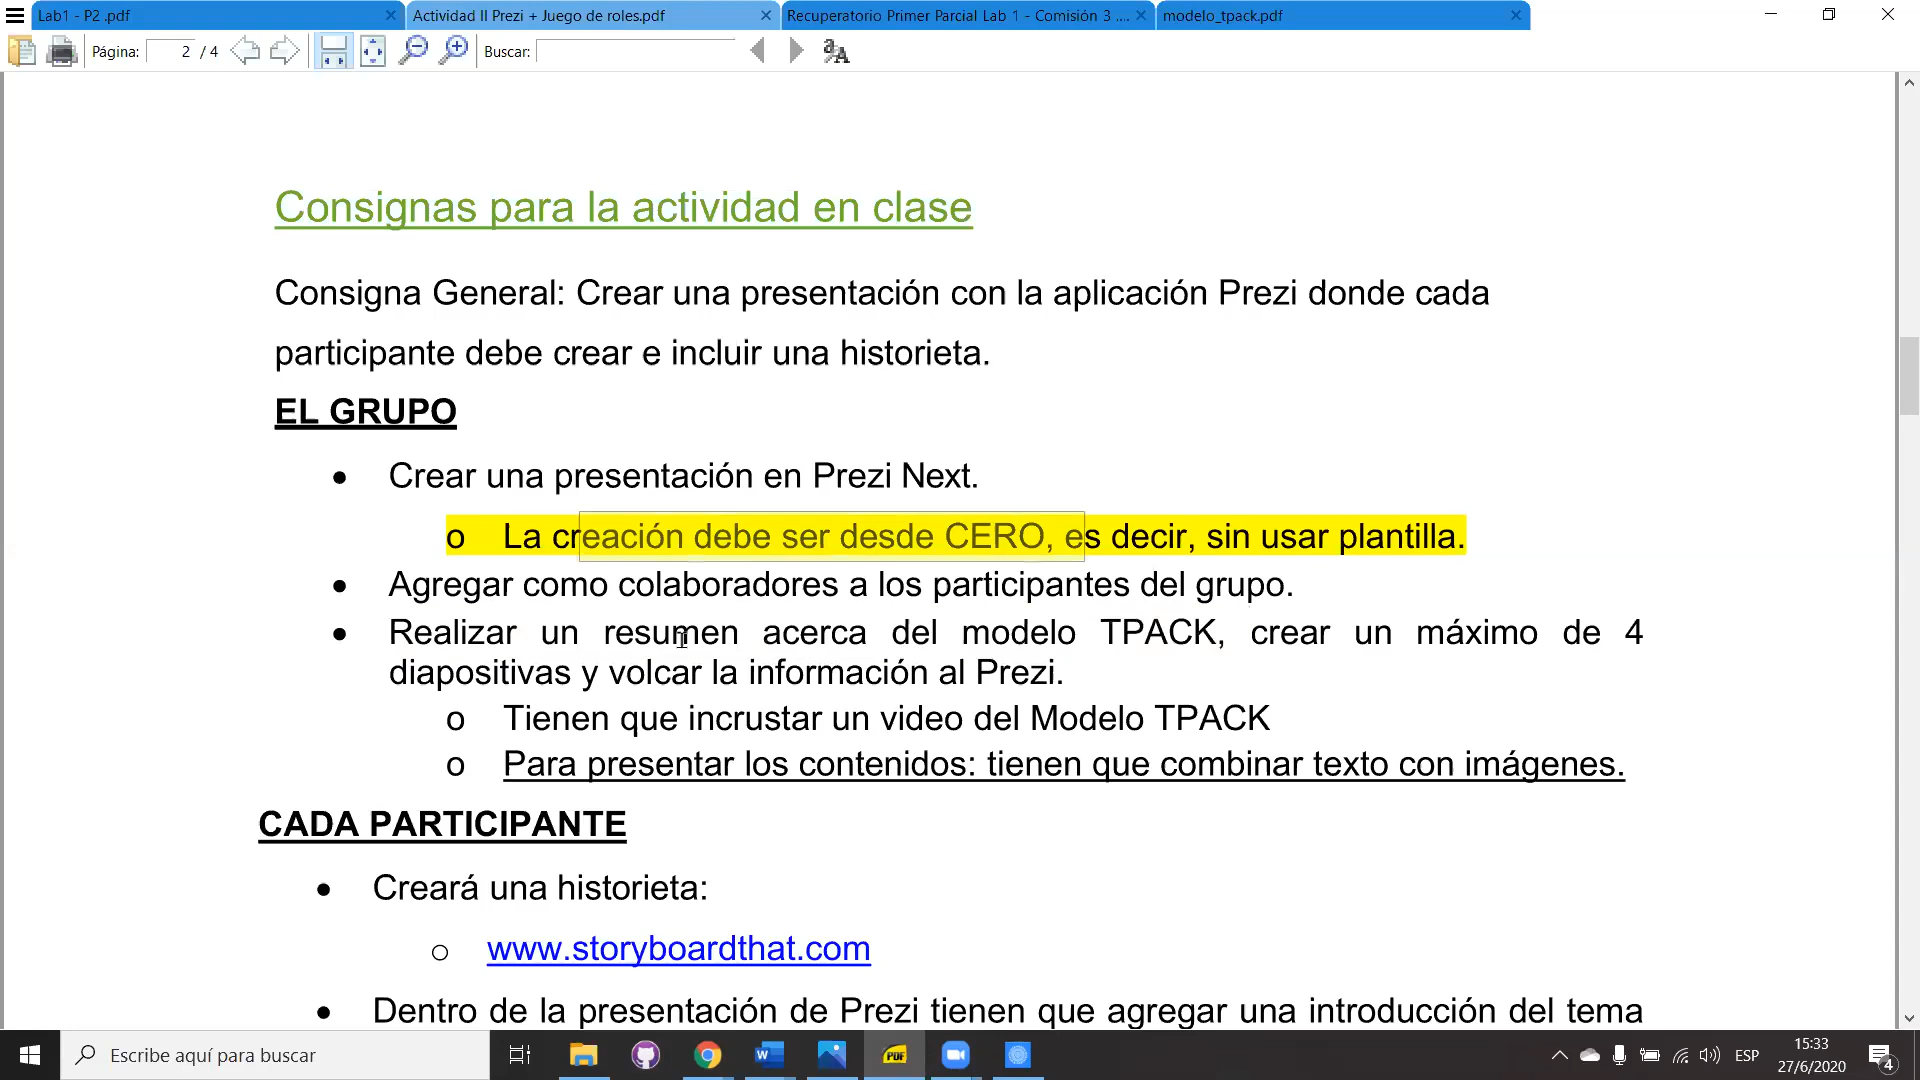 Lab1 - P2 .pdf
Actividad II Prezi + Juego de roles.pdf
Recuperatorio Primer Parcial Lab 1 - Comisión 3 ....
modelo_tpack.pdf
Página: 2 / 4
Buscar:
Consignas para la actividad en clase
Consigna General: Crear una presentación con la aplicación Prezi donde cada
participante debe crear e incluir una historieta.
EL GRUPO
• Crear una presentación en Prezi Next.
o La creación debe ser desde CERO, es decir, sin usar plantilla.
• Agregar como colaboradores a los participantes del grupo.
• Realizar un resumen acerca del modelo TPACK, crear un máximo de 4
diapositivas y volcar la información al Prezi.
o Tienen que incrustar un video del Modelo TPACK
o Para presentar los contenidos: tienen que combinar texto con imágenes.
CADA PARTICIPANTE
• Creará una historieta:
o www.storyboardthat.com
• Dentro de la presentación de Prezi tienen que agregar una introducción del tema
Escribe aquí para buscar
PDF
ESP
15:33
27/6/2020
4